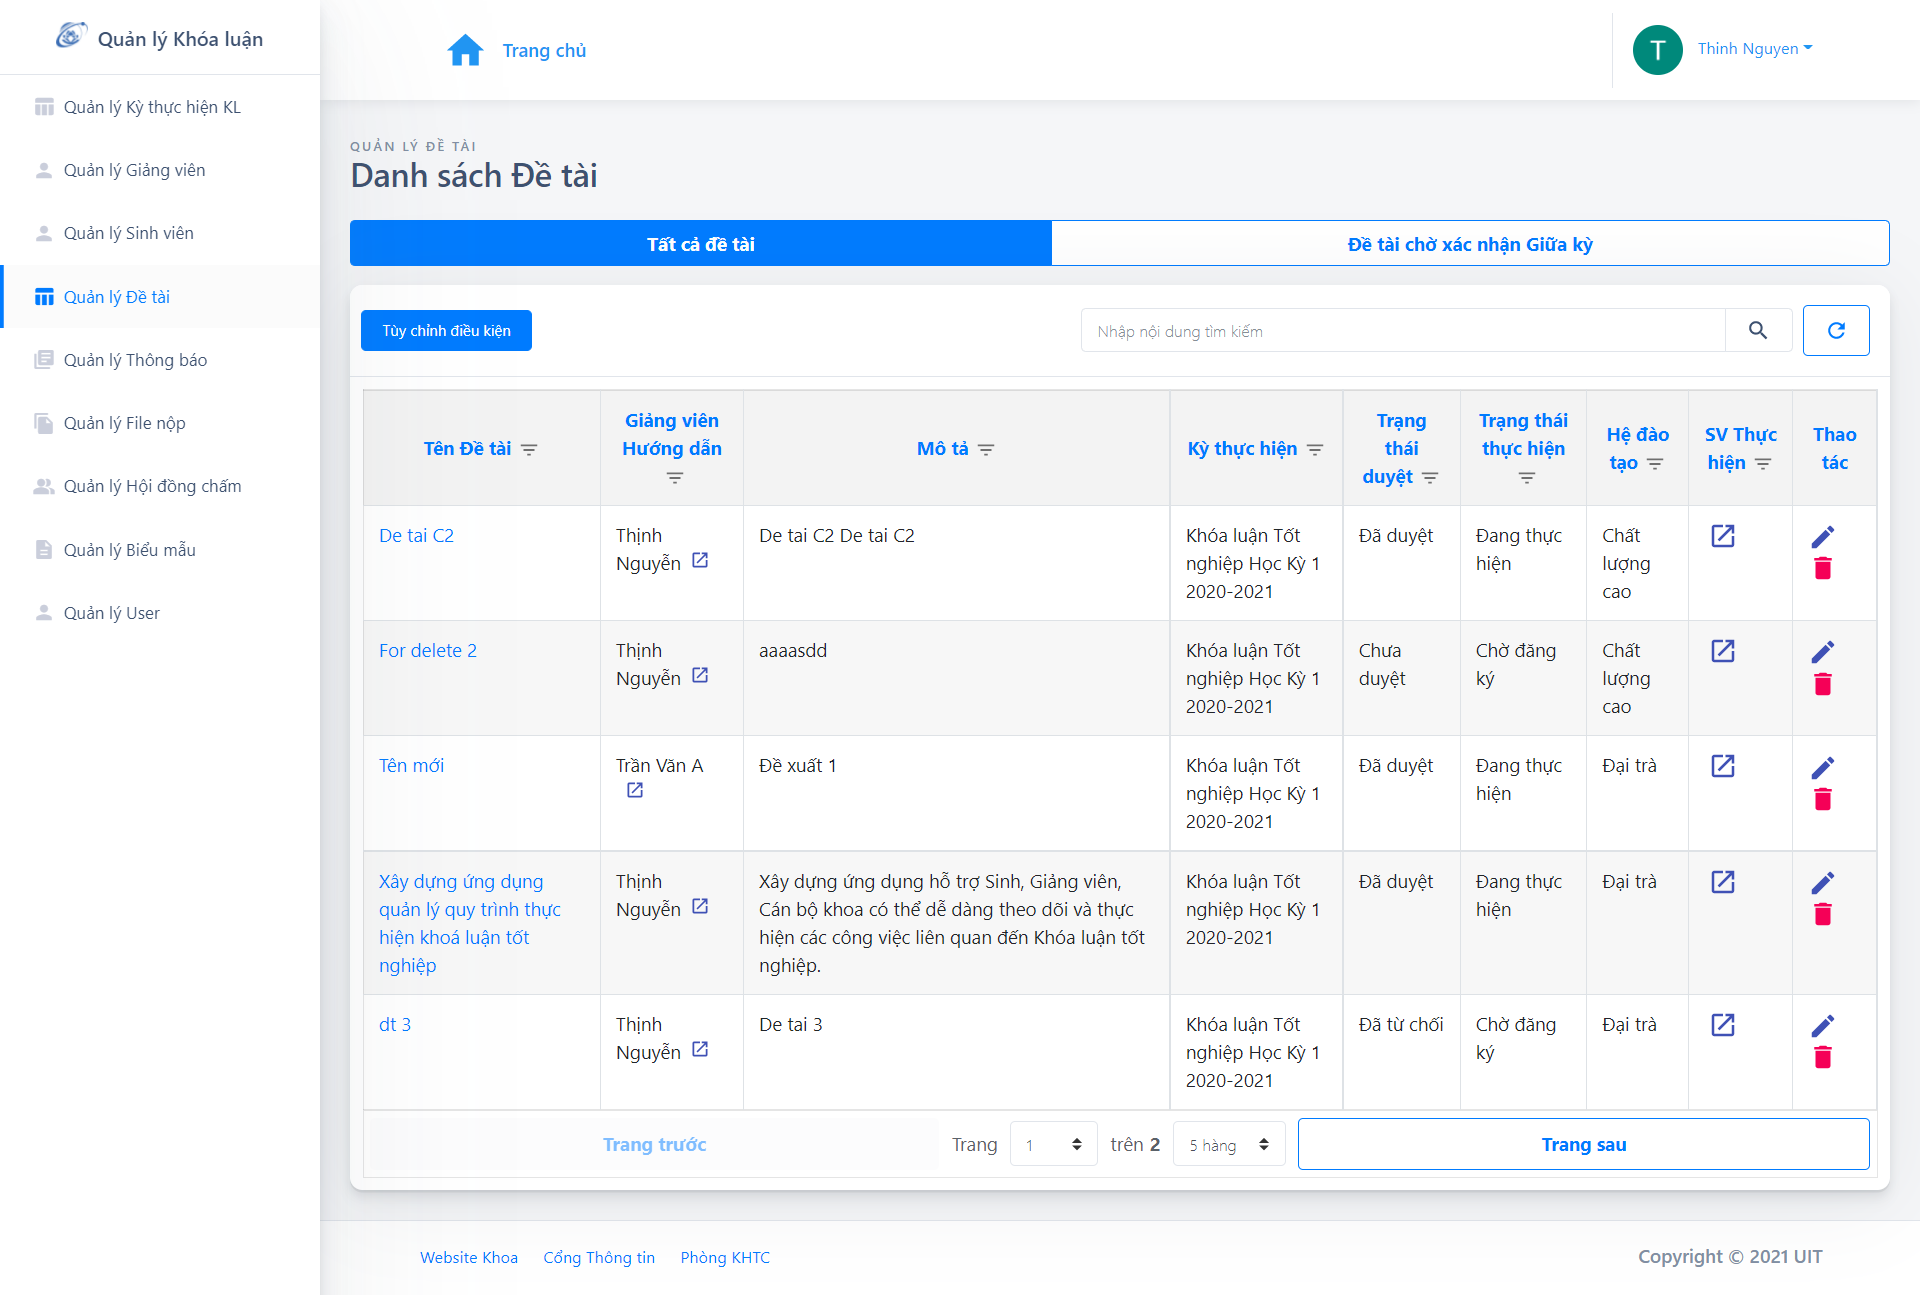 Quản lý Khóa luận
Trang chủ
T
Thinh Nguyen
Quản lý Kỳ thực hiện KL
Quản lý Giảng viên
Quản lý Sinh viên
Quản lý Đề tài
Quản lý Thông báo
Quản lý File nộp
Quản lý Hội đồng chấm
Quản lý Biểu mẫu
Quản lý User
QUẢN LÝ ĐỀ TÀI
Danh sách Đề tài
Tất cả đề tài
Đề tài chờ xác nhận Giữa kỳ
Tùy chỉnh điều kiện
Nhập nội dung tìm kiếm
Tên Đề tài
Giảng viên
Hướng dẫn
Mô tả
Kỳ thực hiện
Trạng
thái
duyệt
Trạng thái
thực hiện
Hệ đào
tạo
SV Thực
hiện
Thao
tác
De tai C2
Thịnh
Nguyễn
De tai C2 De tai C2
Khóa luận Tốt
nghiệp Học Kỳ 1
2020-2021
Đã duyệt
Đang thực
hiện
Chất
lượng
cao
For delete 2
Thịnh
Nguyễn
aaaasdd
Khóa luận Tốt
nghiệp Học Kỳ 1
2020-2021
Chưa
duyệt
Chờ đăng
ký
Chất
lượng
cao
Tên mới
Trần Văn A
Đề xuất 1
Khóa luận Tốt
nghiệp Học Kỳ 1
2020-2021
Đã duyệt
Đang thực
hiện
Đại trà
Xây dựng ứng dụng
quản lý quy trình thực
hiện khoá luận tốt
nghiệp
Thịnh
Nguyễn
Xây dựng ứng dụng hỗ trợ Sinh, Giảng viên,
Cán bộ khoa có thể dễ dàng theo dõi và thực
hiện các công việc liên quan đến Khóa luận tốt
nghiệp.
Khóa luận Tốt
nghiệp Học Kỳ 1
2020-2021
Đã duyệt
Đang thực
hiện
Đại trà
dt 3
Thịnh
Nguyễn
De tai 3
Khóa luận Tốt
nghiệp Học Kỳ 1
2020-2021
Đã từ chối
Chờ đăng
ký
Đại trà
Trang trước
Trang 1 trên 2
5 hàng
Trang sau
Website Khoa
Cổng Thông tin
Phòng KHTC
Copyright © 2021 UIT